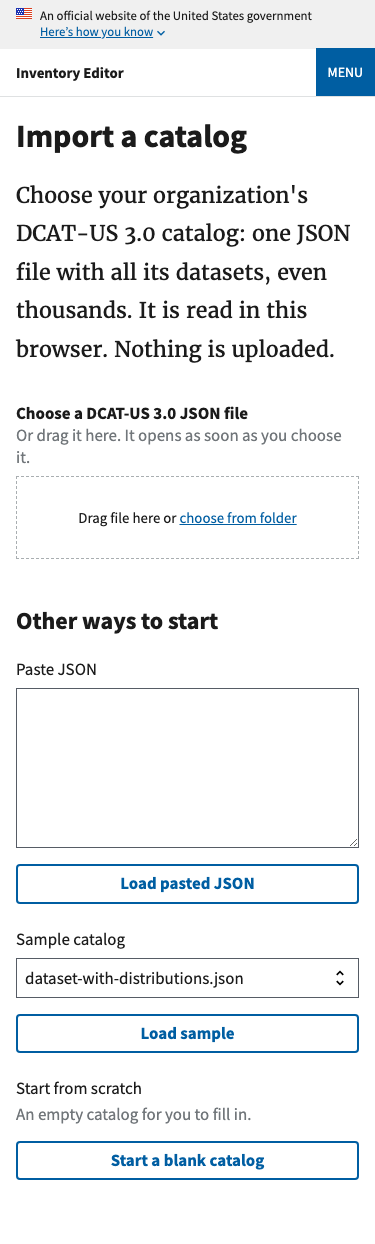 An official website of the United States government
Here's how you know
Inventory Editor
MENU
Import a catalog
Choose your organization's
DCAT-US 3.0 catalog: one JSON
file with all its datasets, even
thousands. It is read in this
browser. Nothing is uploaded.
Choose a DCAT-US 3.0 JSON file
Or drag it here. It opens as soon as you choose
it.
Drag file here or choose from folder
Other ways to start
Paste JSON
Load pasted JSON
Sample catalog
dataset-with-distributions.json
Load sample
Start from scratch
An empty catalog for you to fill in.
Start a blank catalog